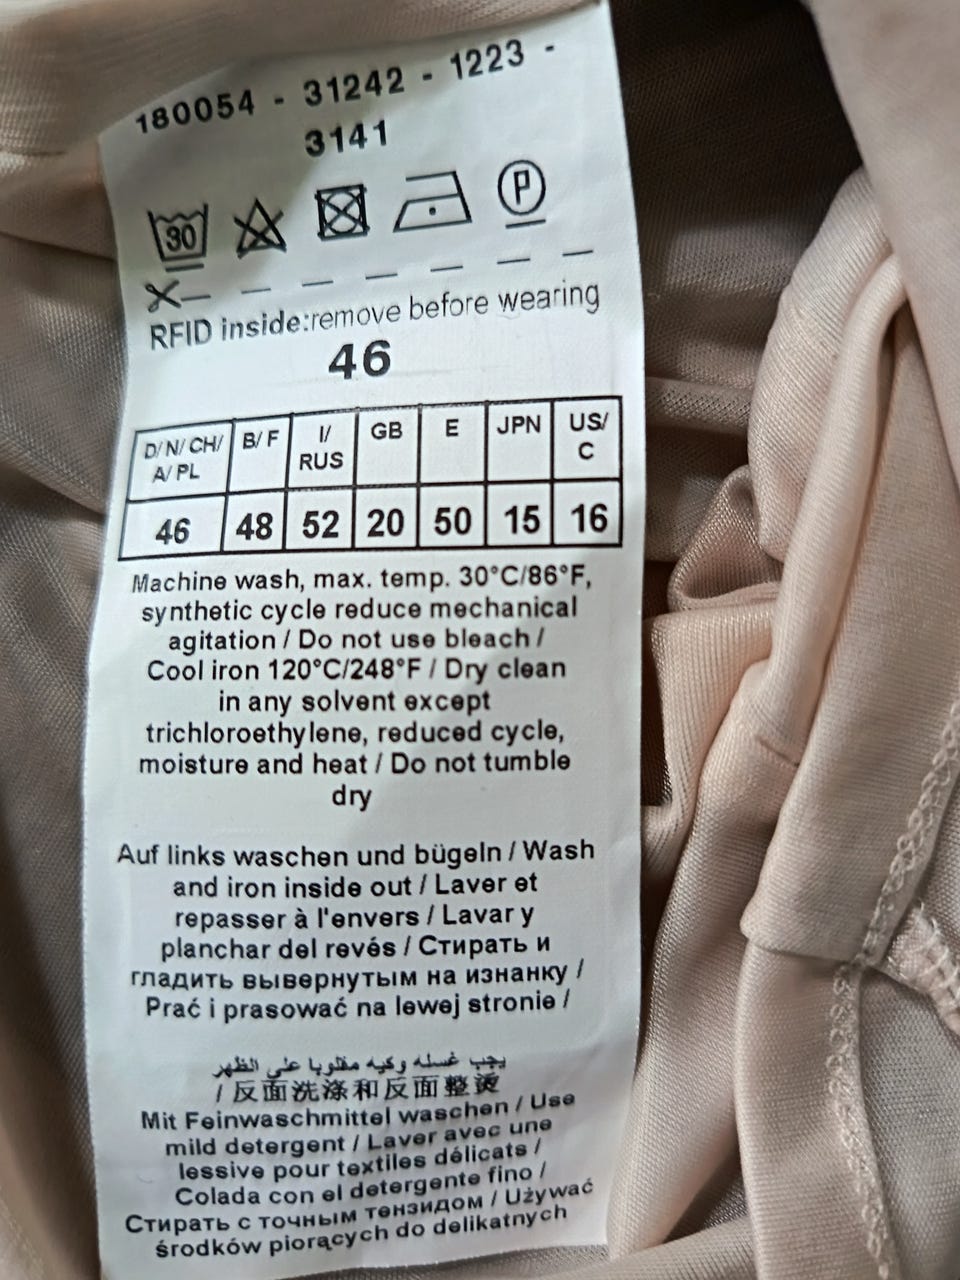 180054 - 31242 - 1223 -
3141
30 P
RFID inside:remove before wearing
46
D/ N/ CH/ A/ PL B/ F I/ RUS GB E JPN US/ C
46 48 52 20 50 15 16
Machine wash, max. temp. 30°C/86°F,
synthetic cycle reduce mechanical
agitation / Do not use bleach /
Cool iron 120°C/248°F / Dry clean
in any solvent except
trichloroethylene, reduced cycle,
moisture and heat / Do not tumble
dry
Auf links waschen und bügeln / Wash
and iron inside out / Laver et
repasser à l'envers / Lavar y
planchar del revés / Стирать и
гладить вывернутым на изнанку /
Prać i prasować na lewej stronie /
يجب غسله وكيه مقلوبا على الظهر
/ 反面洗涤和反面整烫
Mit Feinwaschmittel waschen / Use
mild detergent / Laver avec une
lessive pour textiles délicats /
Colada con el detergente fino /
Стирать с точным тензидом / Używać
środków piorących do delikatnych